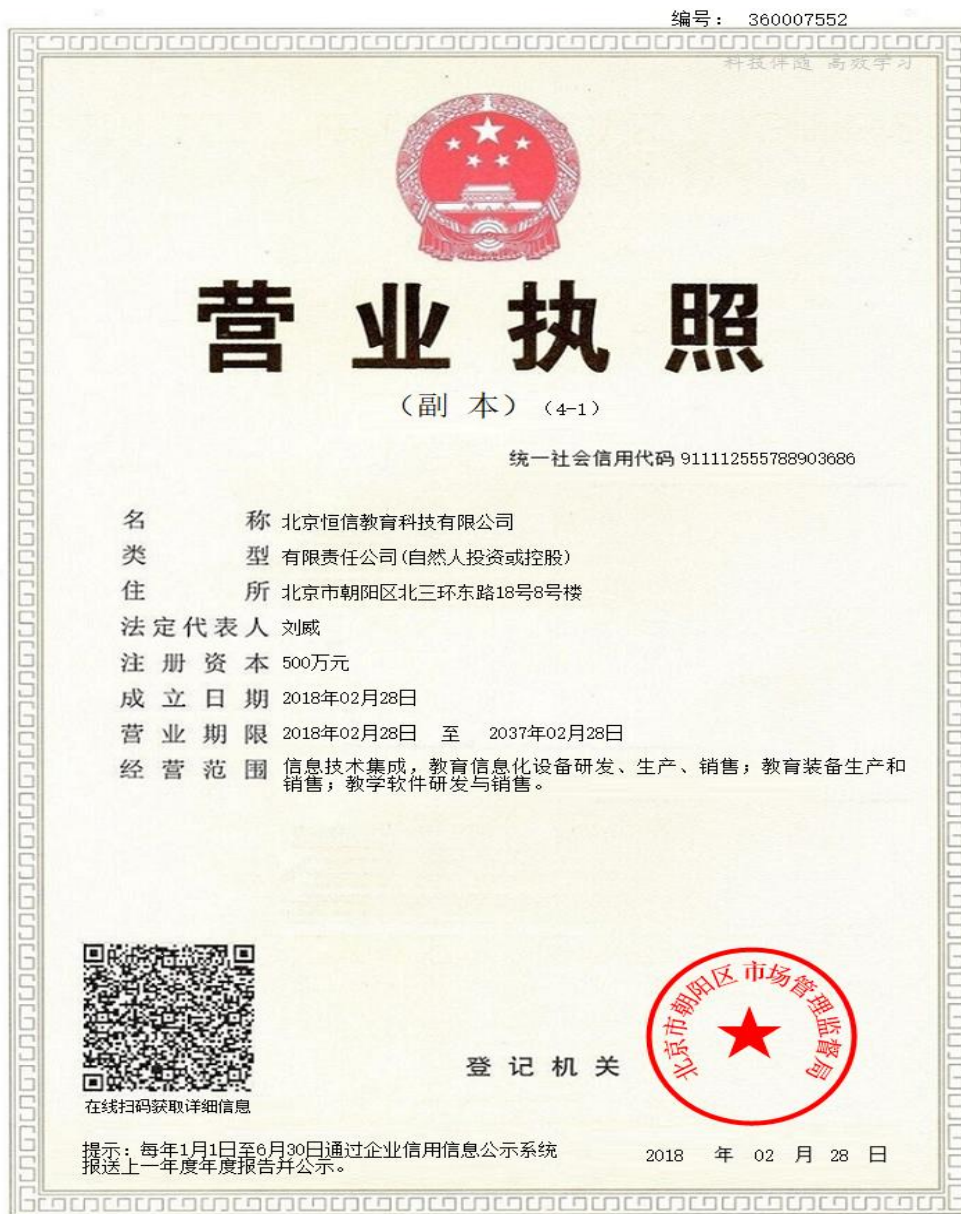 编号： 360007552
科技伴随 高效学习
营业执照
（副 本）（4-1）
统一社会信用代码 911112555788903686
名称 北京恒信教育科技有限公司
类型 有限责任公司(自然人投资或控股)
住所 北京市朝阳区北三环东路18号8号楼
法定代表人 刘威
注册资本 500万元
成立日期 2018年02月28日
营业期限 2018年02月28日 至 2037年02月28日
经营范围 信息技术集成，教育信息化设备研发、生产、销售；教育装备生产和
销售；教学软件研发与销售。
在线扫码获取详细信息
登记机关
北京市朝阳区 市场管理监督局
提示：每年1月1日至6月30日通过企业信用信息公示系统
报送上一年度年度报告并公示。
2018 年 02 月 28 日